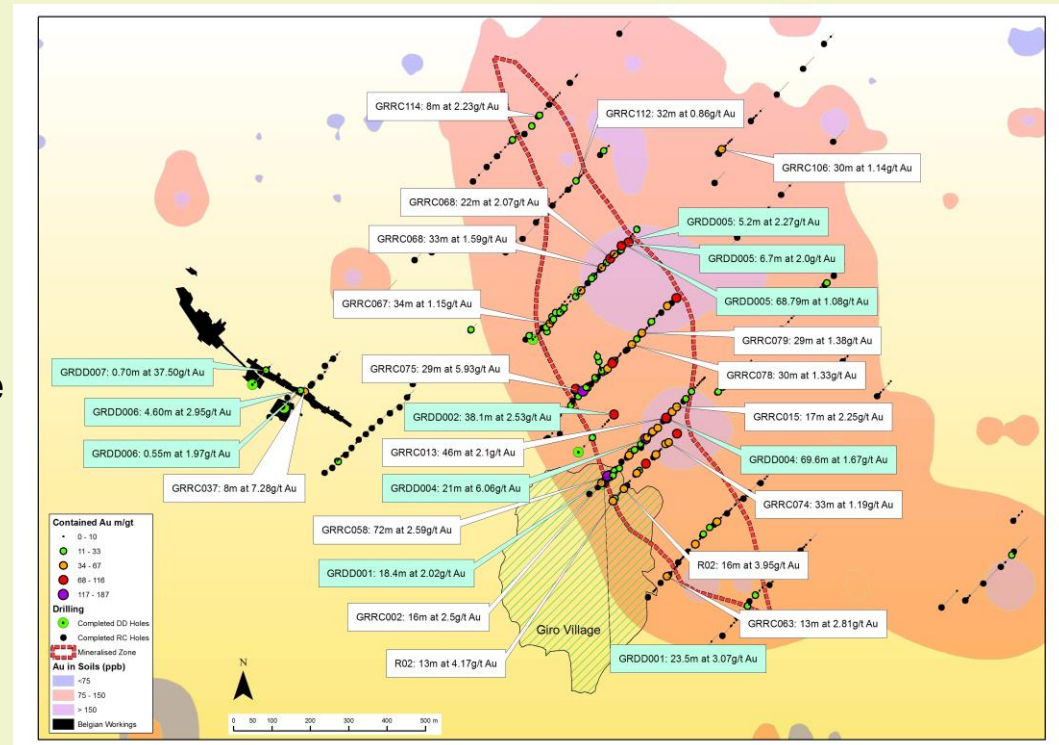 GRRC114: 8m at 2.23g/t Au
GRRC112: 32m at 0.86g/t Au
GRRC106: 30m at 1.14g/t Au
GRRC068: 22m at 2.07g/t Au
GRDD005: 5.2m at 2.27g/t Au
GRRC068: 33m at 1.59g/t Au
GRDD005: 6.7m at 2.0g/t Au
GRDD005: 68.79m at 1.08g/t Au
GRRC067: 34m at 1.15g/t Au
GRRC079: 29m at 1.38g/t Au
GRRC075: 29m at 5.93g/t Au
GRRC078: 30m at 1.33g/t Au
GRDD007: 0.70m at 37.50g/t Au
GRDD006: 4.60m at 2.95g/t Au
GRDD002: 38.1m at 2.53g/t Au
GRRC015: 17m at 2.25g/t Au
GRDD006: 0.55m at 1.97g/t Au
GRRC013: 46m at 2.1g/t Au
GRDD004: 69.6m at 1.67g/t Au
GRRC037: 8m at 7.28g/t Au
GRDD004: 21m at 6.06g/t Au
GRRC074: 33m at 1.19g/t Au
GRRC058: 72m at 2.59g/t Au
R02: 16m at 3.95g/t Au
GRDD001: 18.4m at 2.02g/t Au
GRRC002: 16m at 2.5g/t Au
GRRC063: 13m at 2.81g/t Au
Giro Village
R02: 13m at 4.17g/t Au
GRDD001: 23.5m at 3.07g/t Au
Contained Au m/gt
0 - 10
11 - 33
34 - 67
68 - 116
117 - 187
Drilling
Completed DD Holes
Completed RC Holes
Mineralised Zone
Au in Soils (ppb)
<75
75 - 150
> 150
Belgian Workings
N
0 50 100 200 300 400 500 m
e